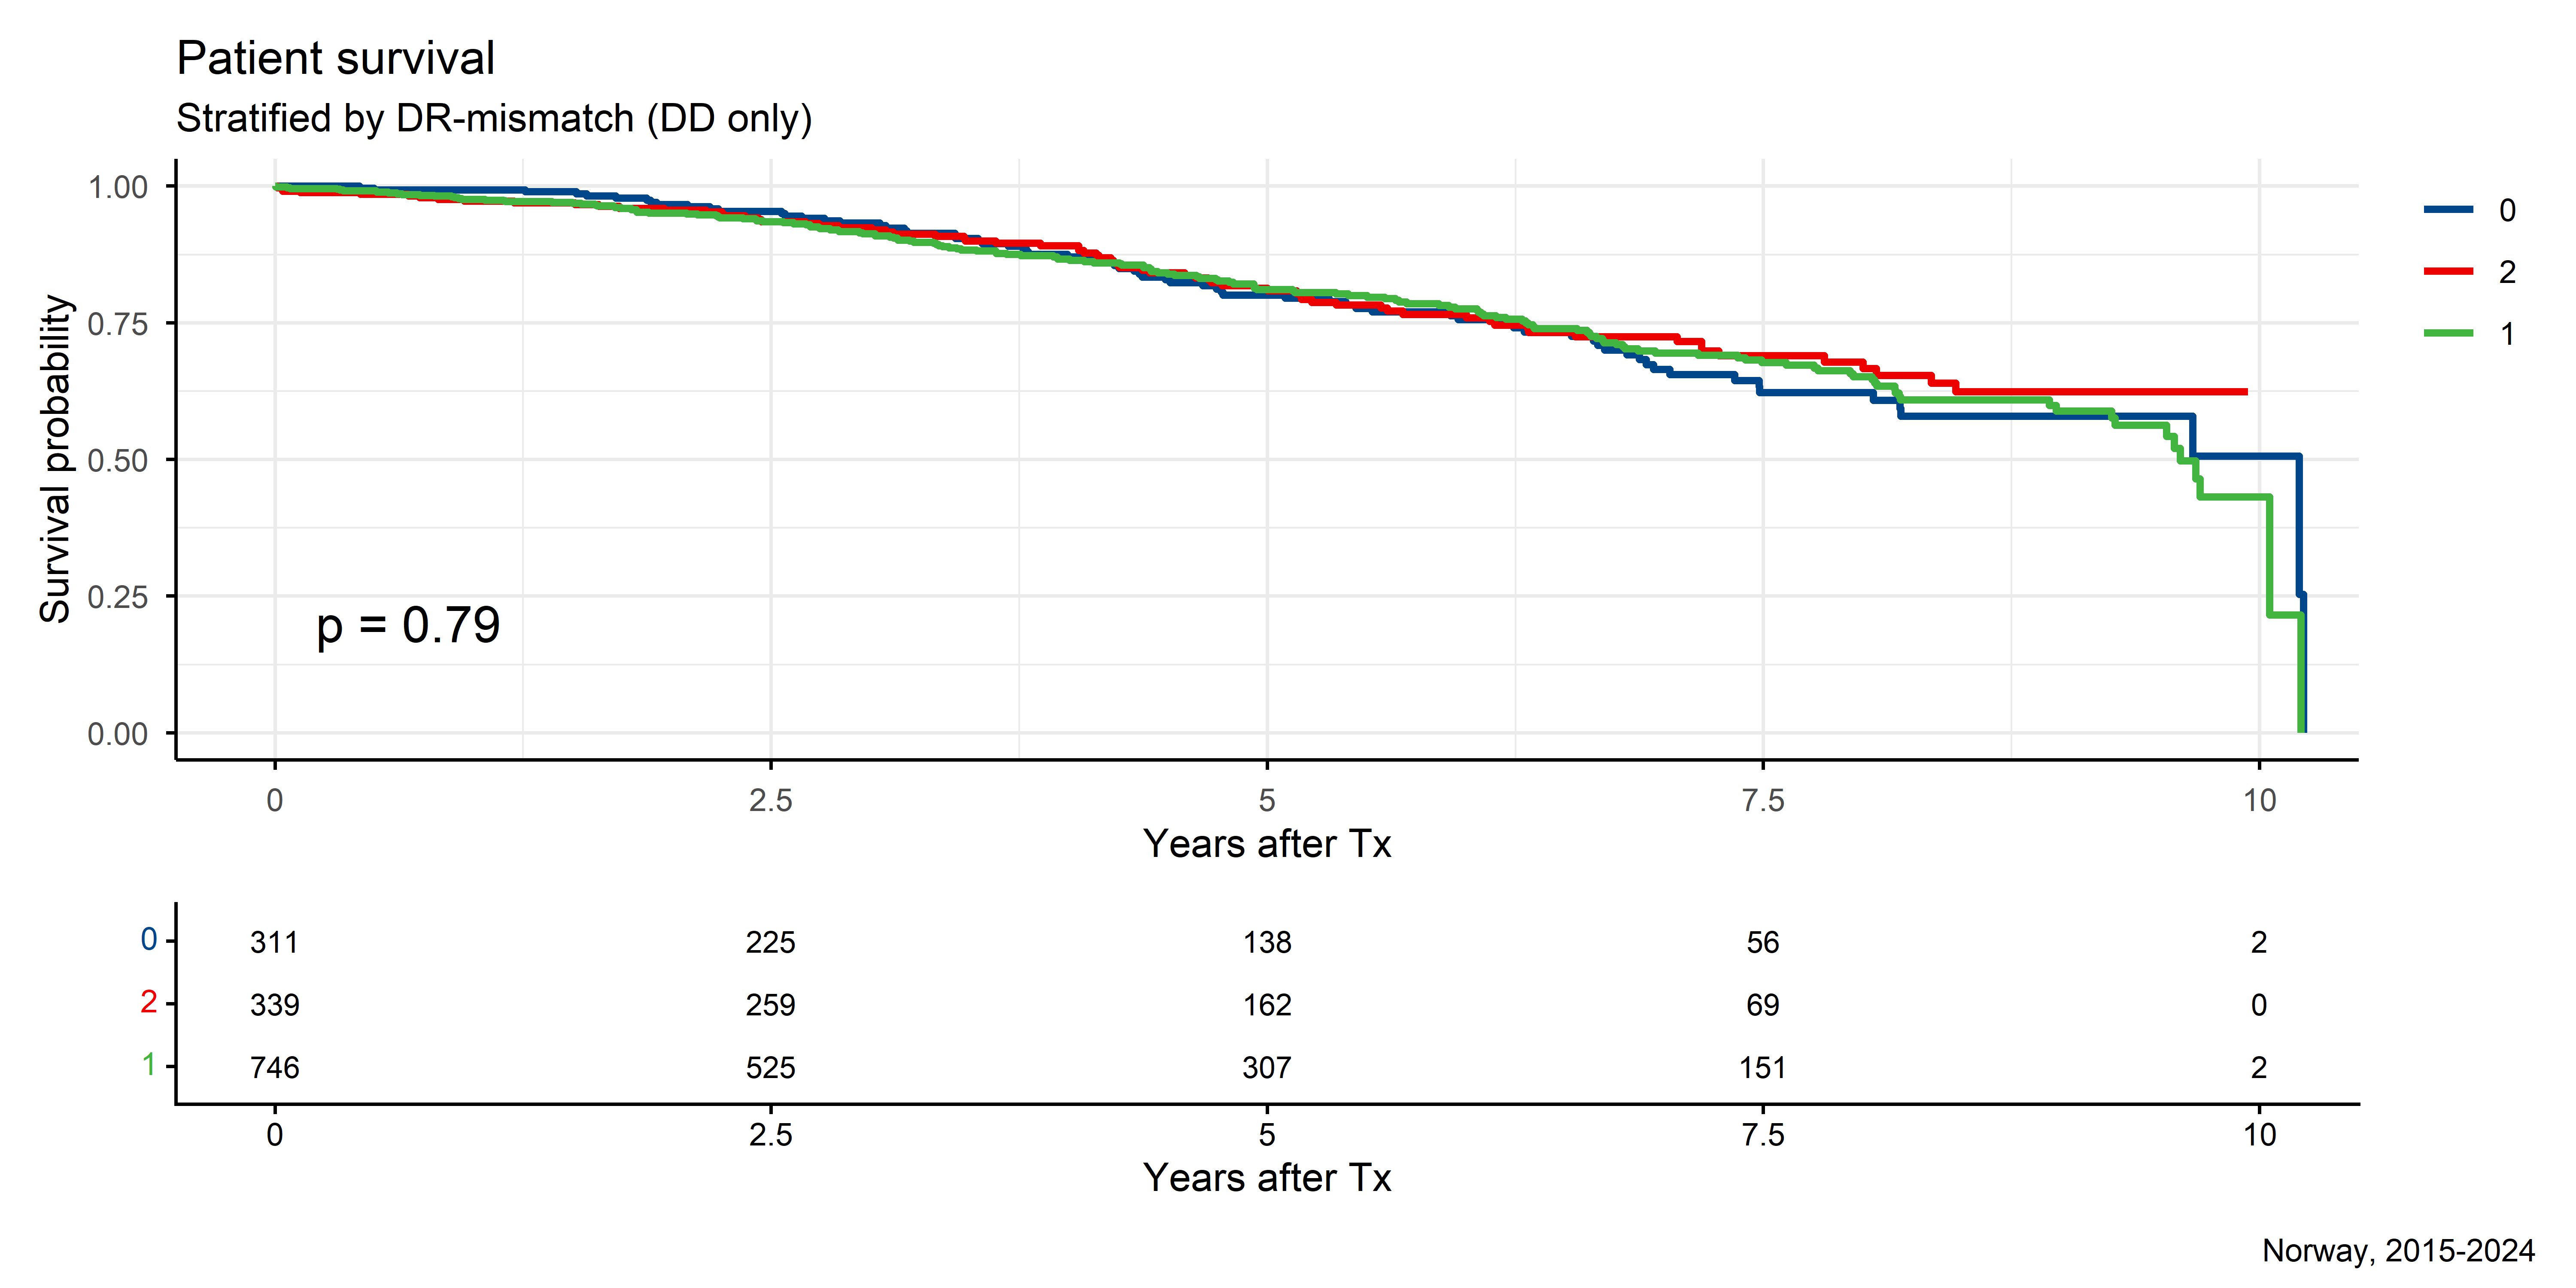 Patient survival
Stratified by DR-mismatch (DD only)
1.00
0.75
0.50
0.25
0.00
Survival probability
p = 0.79
0
2
1
0 2.5 5 7.5 10
Years after Tx
0 311 225 138 56 2
2 339 259 162 69 0
1 746 525 307 151 2
0 2.5 5 7.5 10
Years after Tx
Norway, 2015-2024